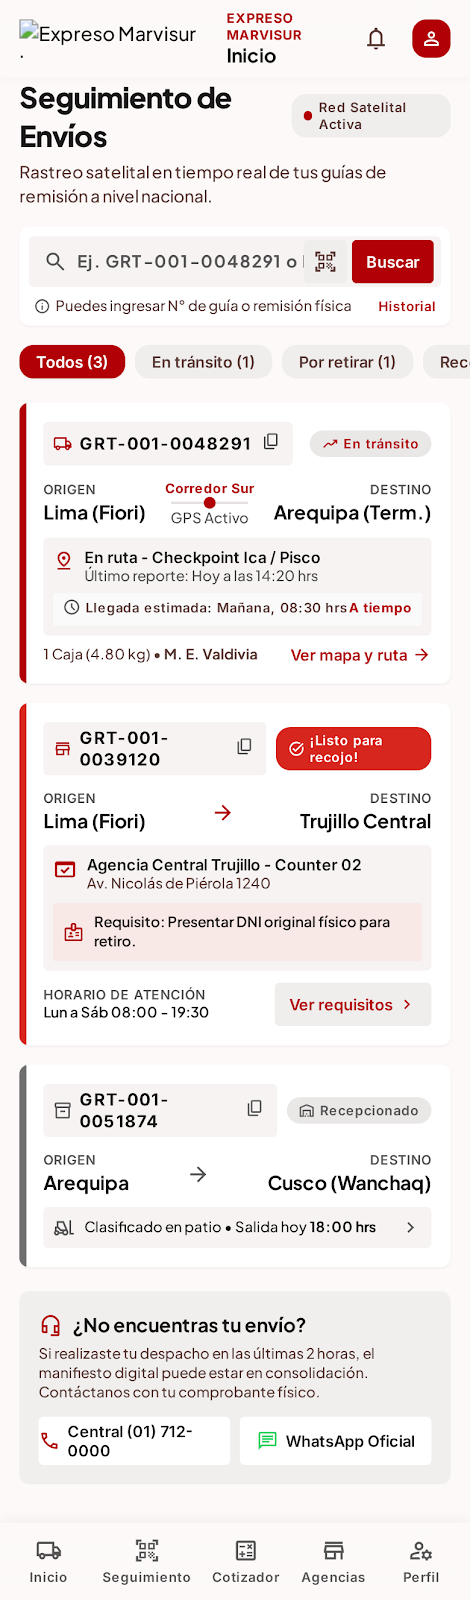 Expreso Marvisur
.
EXPRESO
MARVISUR
Inicio
Seguimiento de
Envíos
Red Satelital
Activa
Rastreo satelital en tiempo real de tus guías de
remisión a nivel nacional.
Ej. GRT-001-0048291 o
Buscar
Puedes ingresar N° de guía o remisión física
Historial
Todos (3)
En tránsito (1)
Por retirar (1)
Rec
GRT-001-0048291
En tránsito
ORIGEN
Corredor Sur
DESTINO
Lima (Fiori)
GPS Activo
Arequipa (Term.)
En ruta - Checkpoint Ica / Pisco
Último reporte: Hoy a las 14:20 hrs
Llegada estimada: Mañana, 08:30 hrs A tiempo
1 Caja (4.80 kg) • M. E. Valdivia
Ver mapa y ruta
GRT-001-
0039120
¡Listo para
recojo!
ORIGEN
DESTINO
Lima (Fiori)
Trujillo Central
Agencia Central Trujillo - Counter 02
Av. Nicolás de Piérola 1240
Requisito: Presentar DNI original físico para
retiro.
HORARIO DE ATENCIÓN
Lun a Sáb 08:00 - 19:30
Ver requisitos
GRT-001-
0051874
Recepcionado
ORIGEN
DESTINO
Arequipa
Cusco (Wanchaq)
Clasificado en patio • Salida hoy 18:00 hrs
¿No encuentras tu envío?
Si realizaste tu despacho en las últimas 2 horas, el
manifiesto digital puede estar en consolidación.
Contáctanos con tu comprobante físico.
Central (01) 712-
0000
WhatsApp Oficial
Inicio
Seguimiento
Cotizador
Agencias
Perfil